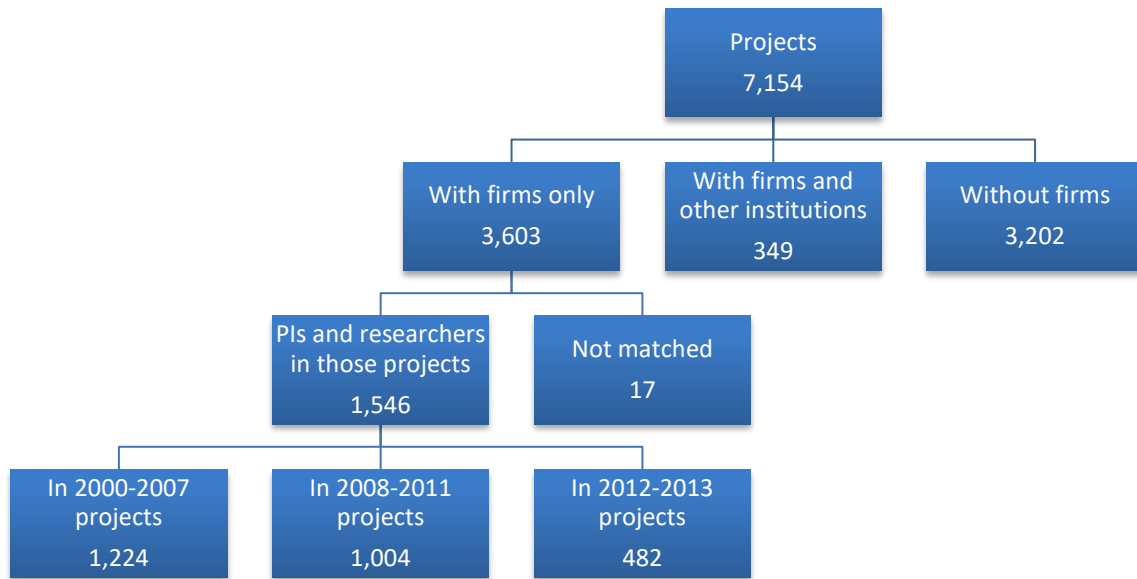 Projects
7,154
With firms only
3,603
With firms and
other institutions
349
Without firms
3,202
PIs and researchers
in those projects
1,546
Not matched
17
In 2000-2007
projects
1,224
In 2008-2011
projects
1,004
In 2012-2013
projects
482